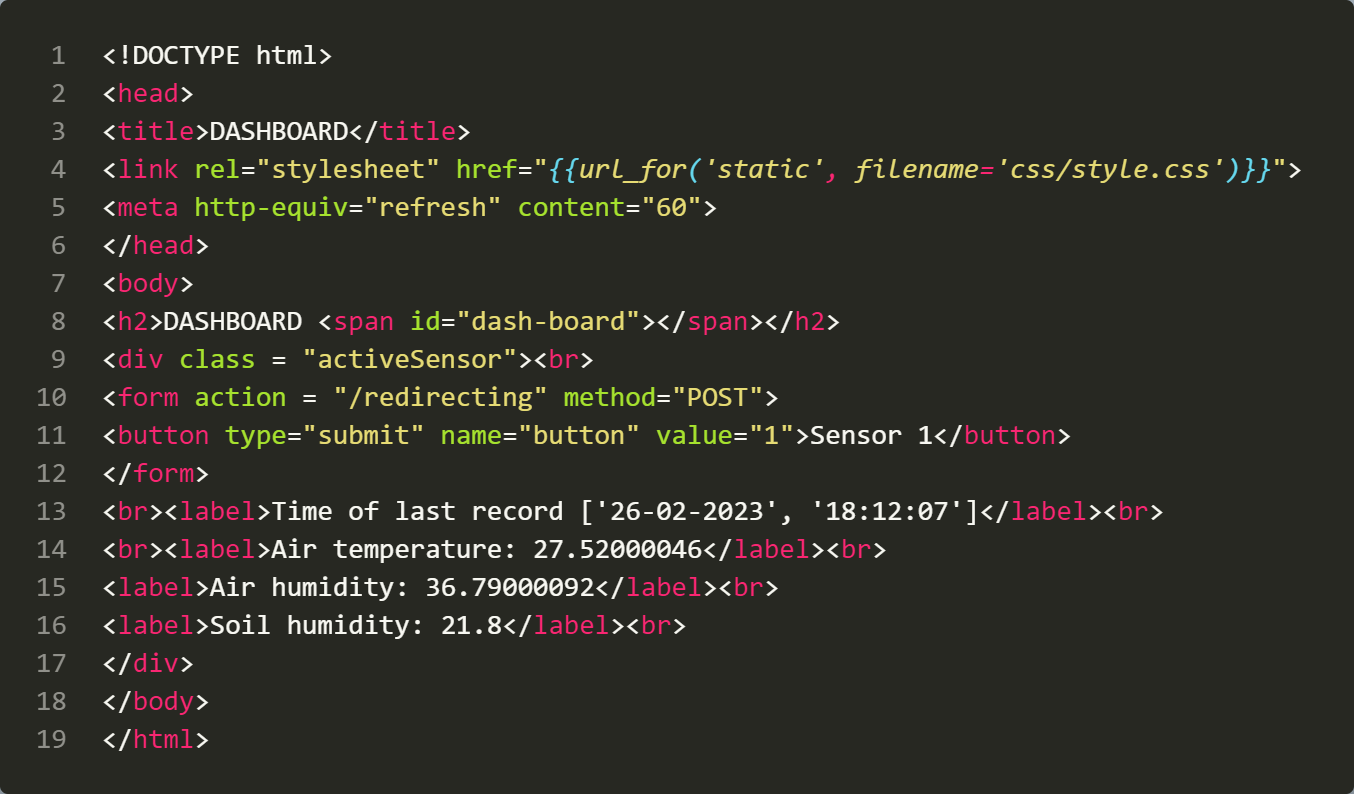 1 <!DOCTYPE html>
2 <head>
3 <title>DASHBOARD</title>
4 <link rel="stylesheet" href="{{url_for('static', filename='css/style.css')}}">
5 <meta http-equiv="refresh" content="60">
6 </head>
7 <body>
8 <h2>DASHBOARD <span id="dash-board"></span></h2>
9 <div class = "activeSensor"><br>
10 <form action = "/redirecting" method="POST">
11 <button type="submit" name="button" value="1">Sensor 1</button>
12 </form>
13 <br><label>Time of last record ['26-02-2023', '18:12:07']</label><br>
14 <br><label>Air temperature: 27.52000046</label><br>
15 <label>Air humidity: 36.79000092</label><br>
16 <label>Soil humidity: 21.8</label><br>
17 </div>
18 </body>
19 </html>